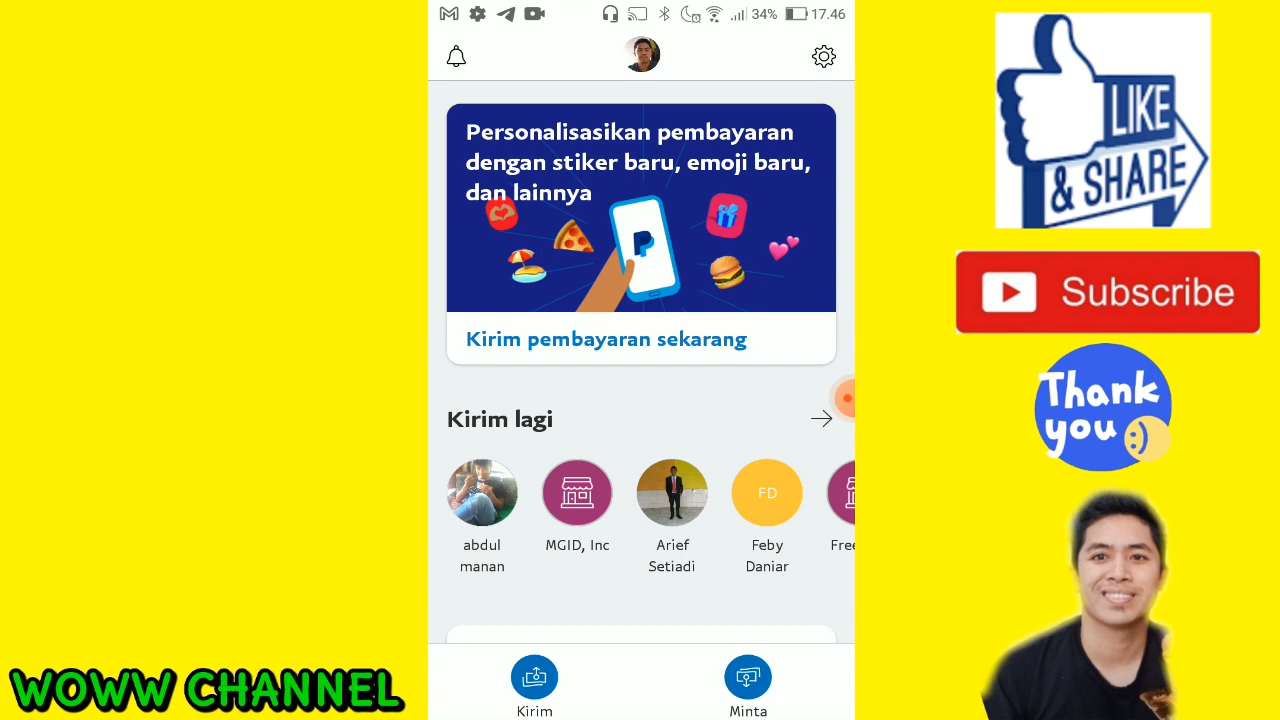 34% 17.46
Personalisasikan pembayaran
dengan stiker baru, emoji baru,
dan lainnya
Kirim pembayaran sekarang
Kirim lagi
abdul
manan
MGID, Inc
Arief
Setiadi
FD
Feby
Daniar
Free
Kirim
Minta
LIKE
& SHARE
Subscribe
Thank
you
WOWW CHANNEL